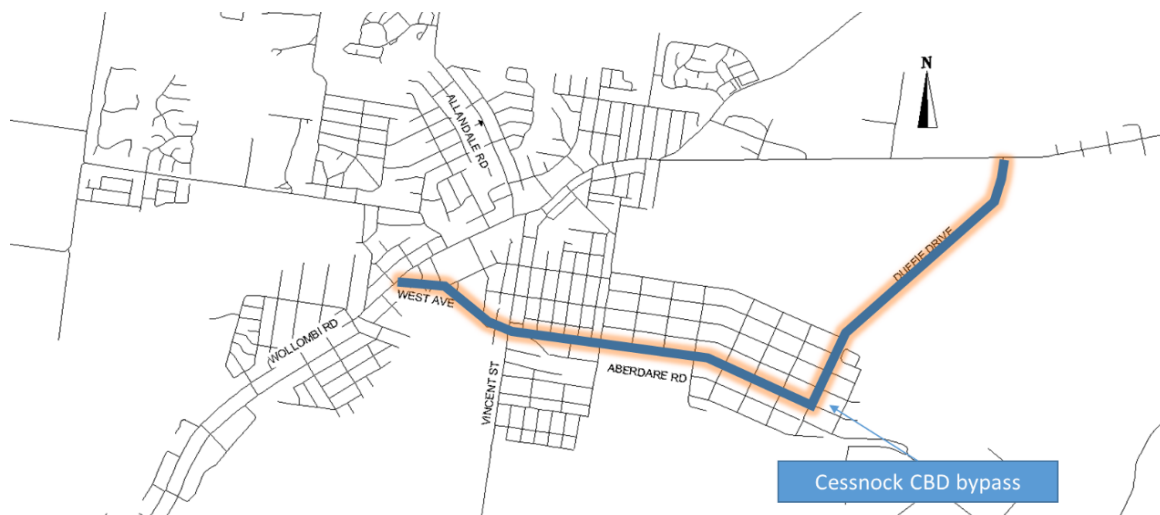 N
ALLANDALE RD
DUFFIE DRIVE
WEST AVE
WOLLOMBI RD
ABERDARE RD
VINCENT ST
Cessnock CBD bypass